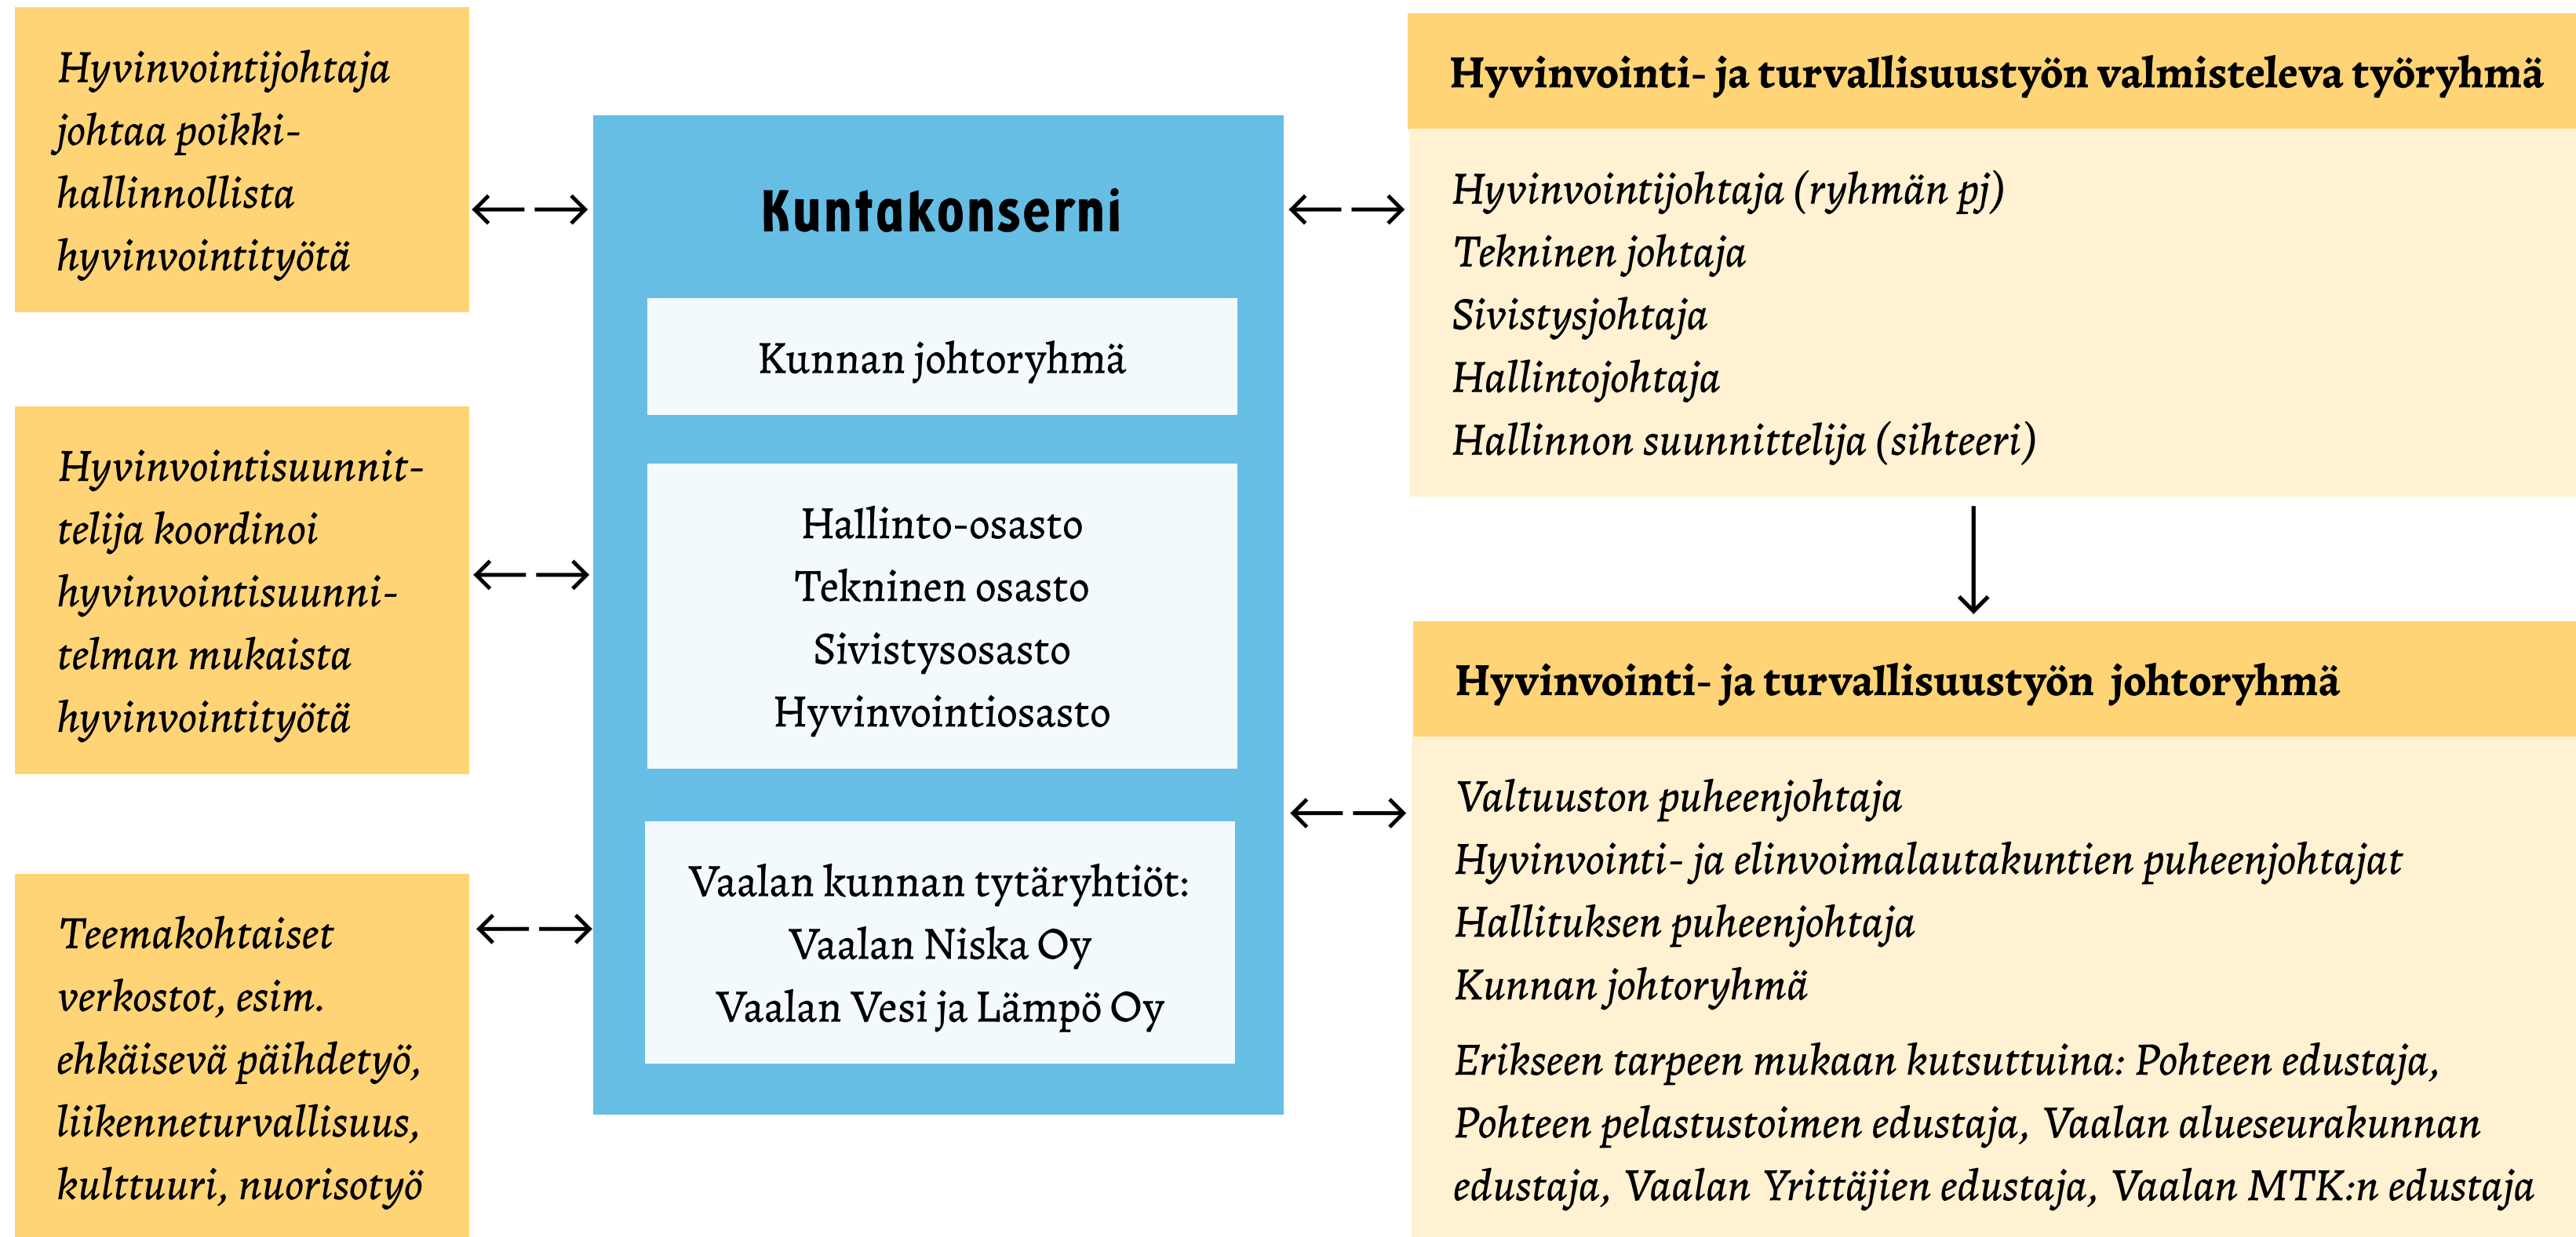 Hyvinvointijohtaja
johtaa poikki-
hallinnollista
hyvinvointityötä
Hyvinvointisuunnit-
telija koordinoi
hyvinvointisuunni-
telman mukaista
hyvinvointityötä
Teemakohtaiset
verkostot, esim.
ehkäisevä päihdetyö,
liikenneturvallisuus,
kulttuuri, nuorisotyö
Kuntakonserni
Kunnan johtoryhmä
Hallinto-osasto
Tekninen osasto
Sivistysosasto
Hyvinvointiosasto
Vaalan kunnan tytäryhtiöt:
Vaalan Niska Oy
Vaalan Vesi ja Lämpö Oy
Hyvinvointi- ja turvallisuustyön valmisteleva työryhmä
Hyvinvointijohtaja (ryhmän pj)
Tekninen johtaja
Sivistysjohtaja
Hallintojohtaja
Hallinnon suunnittelija (sihteeri)
Hyvinvointi- ja turvallisuustyön johtoryhmä
Valtuuston puheenjohtaja
Hyvinvointi- ja elinvoimalautakuntien puheenjohtajat
Hallituksen puheenjohtaja
Kunnan johtoryhmä
Erikseen tarpeen mukaan kutsuttuina: Pohteen edustaja,
Pohteen pelastustoimen edustaja, Vaalan alueseurakunnan
edustaja, Vaalan Yrittäjien edustaja, Vaalan MTK:n edustaja